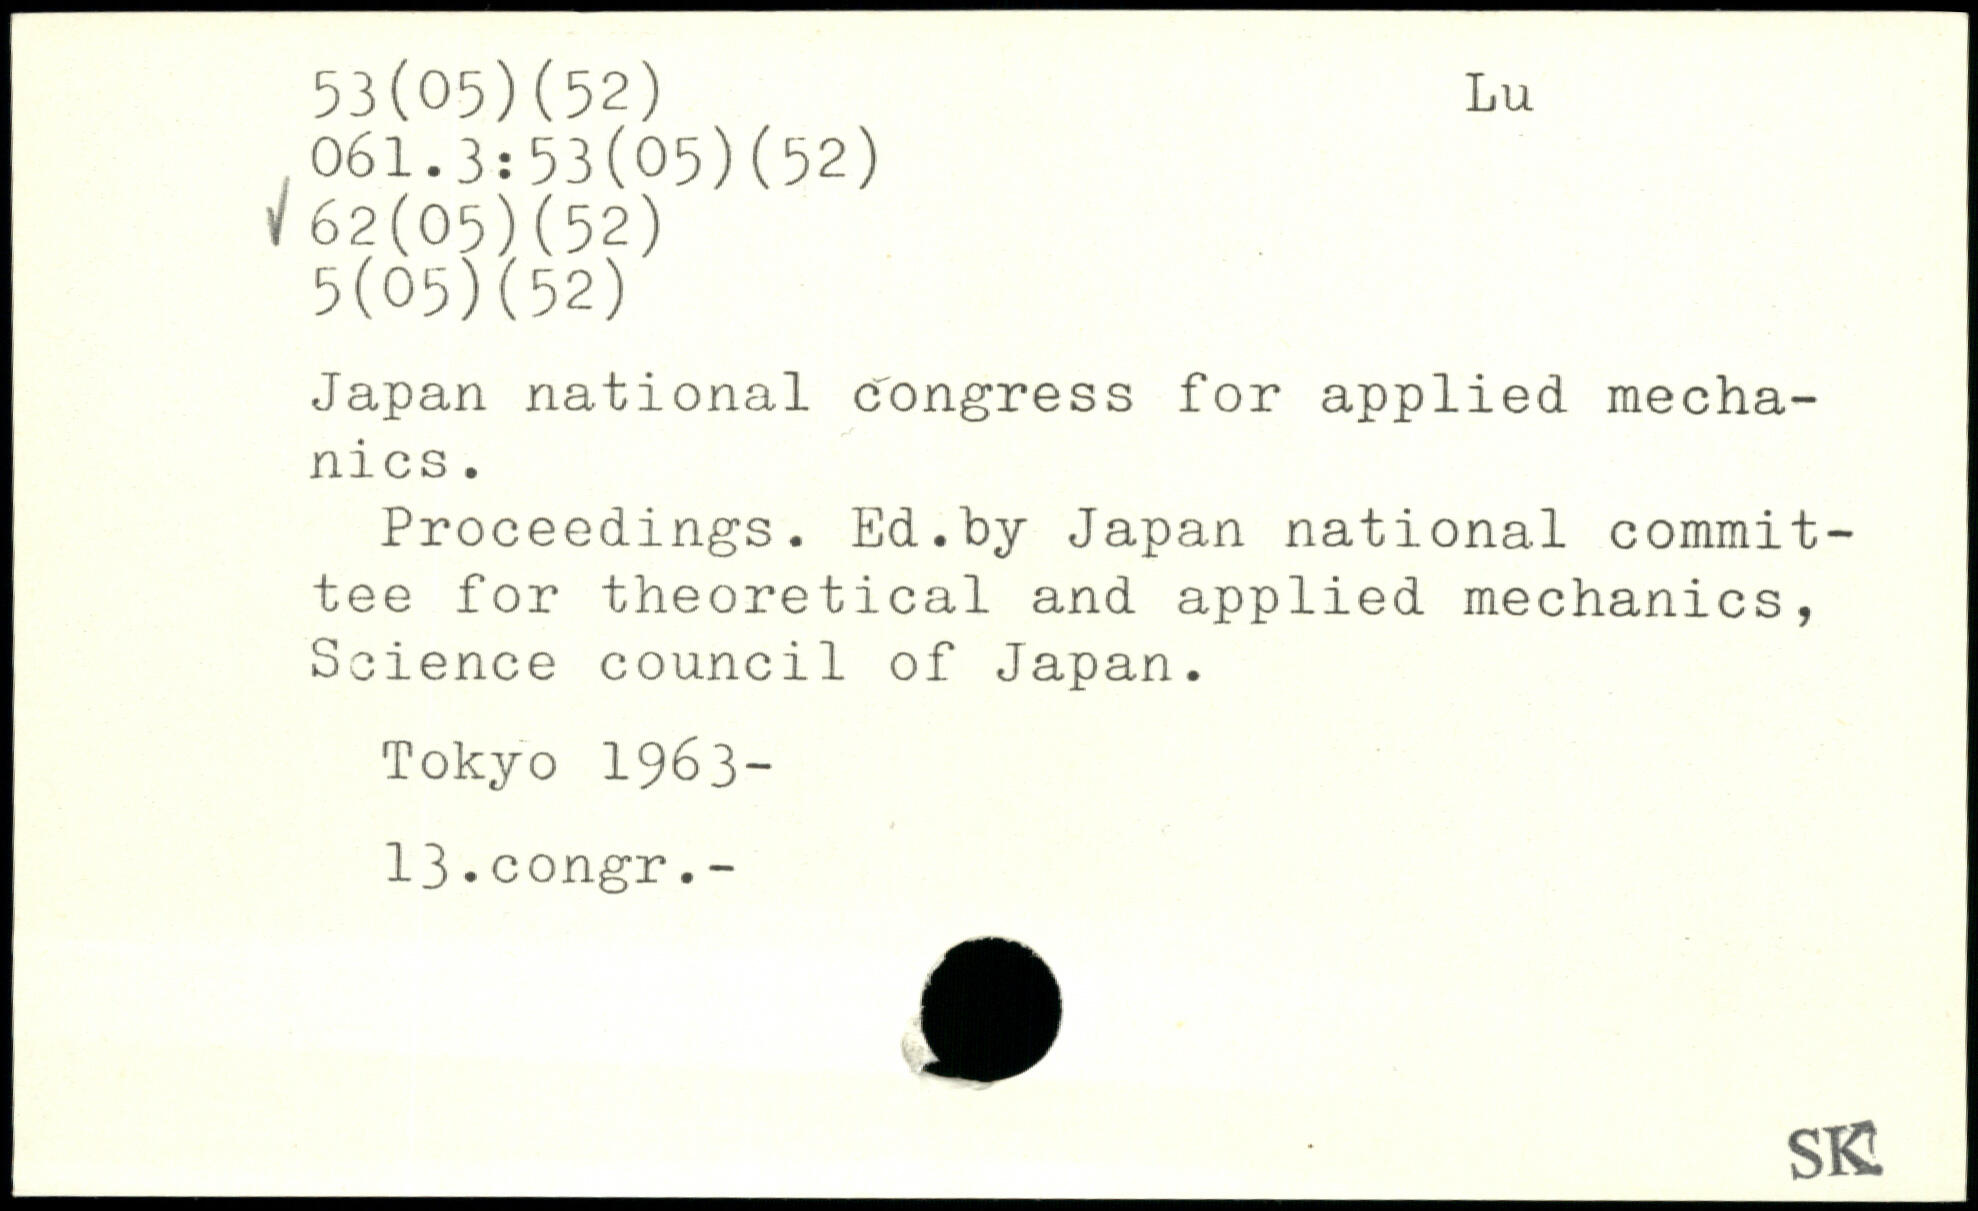 53(05)(52) Lu
061.3:53(05)(52)
√ 62(05)(52)
5(05)(52)
Japan national congress for applied mecha-
nics.
Proceedings. Ed.by Japan national commit-
tee for theoretical and applied mechanics,
Science council of Japan.
Tokyo 1963-
13.congr.-
SK